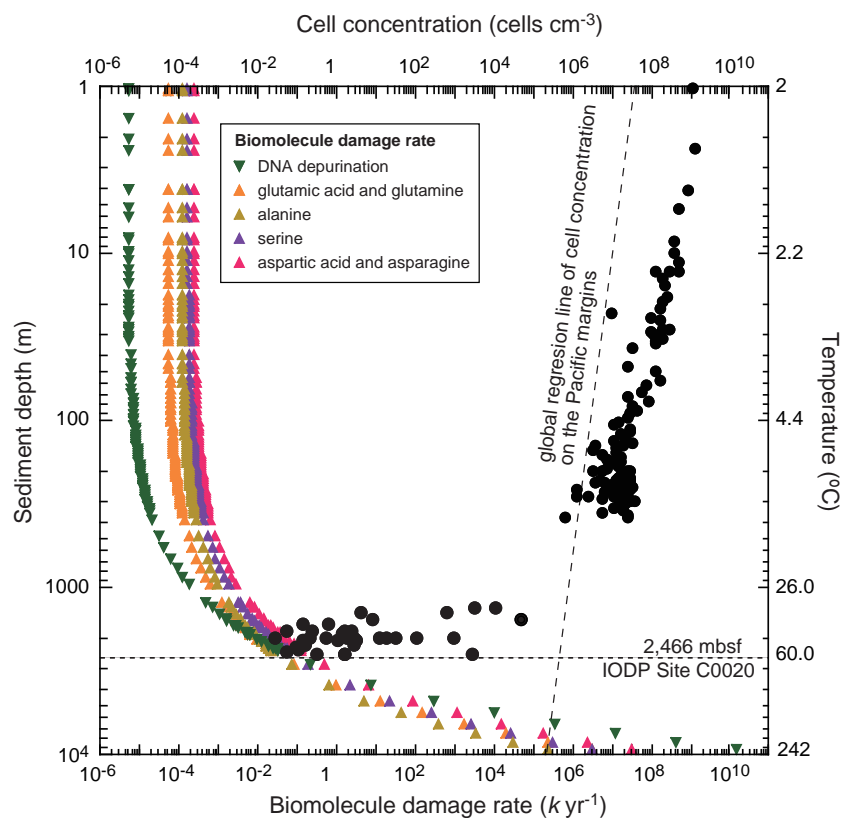 Cell concentration (cells cm-3)
10-6 10-4 10-2 1 102 104 106 108 1010
1 2
Biomolecule damage rate
DNA depurination
glutamic acid and glutamine
alanine
serine
aspartic acid and asparagine
global regresion line of cell concentration
on the Pacific margins
10 2.2
Sediment depth (m)
Temperature (ºC)
100 4.4
1000 26.0
2,466 mbsf
60.0
IODP Site C0020
104 242
10-6 10-4 10-2 1 102 104 106 108 1010
Biomolecule damage rate (k yr-1)